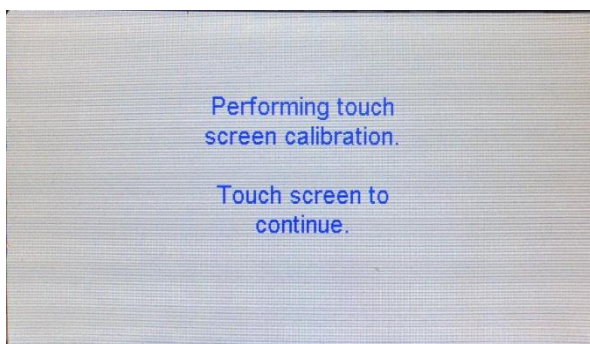 Performing touch
screen calibration.
Touch screen to
continue.